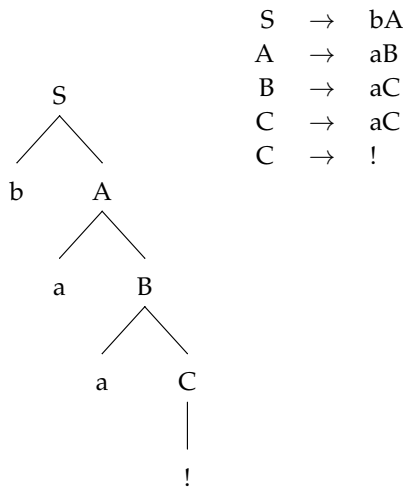 S → bA
A → aB
B → aC
C → aC
C → !
S
b A
a B
a C
!